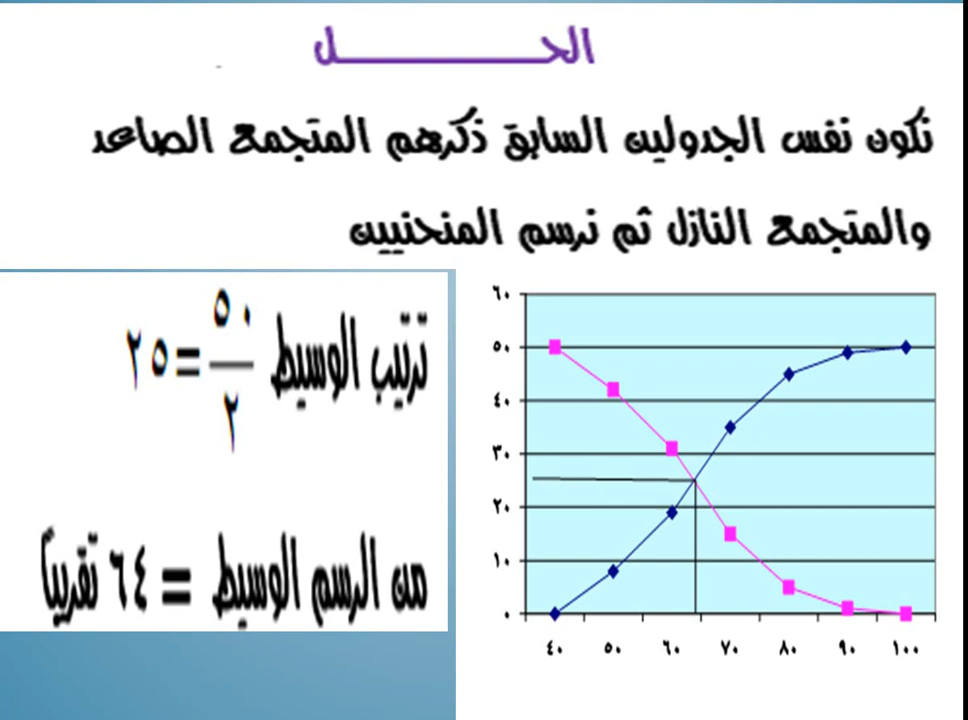 الحـــــــــل
نكون نفس الجدولين السابق ذكرهم المتجمع الصاعد
والمتجمع النازل ثم نرسم المنحنيين
ترتيب الوسيط ٥٠/٢ = ٢٥
من الرسم الوسيط = ٦٤ تقريباً
٦٠
٥٠
٤٠
٣٠
٢٠
١٠
٠
٤٠ ٥٠ ٦٠ ٧٠ ٨٠ ٩٠ ١٠٠